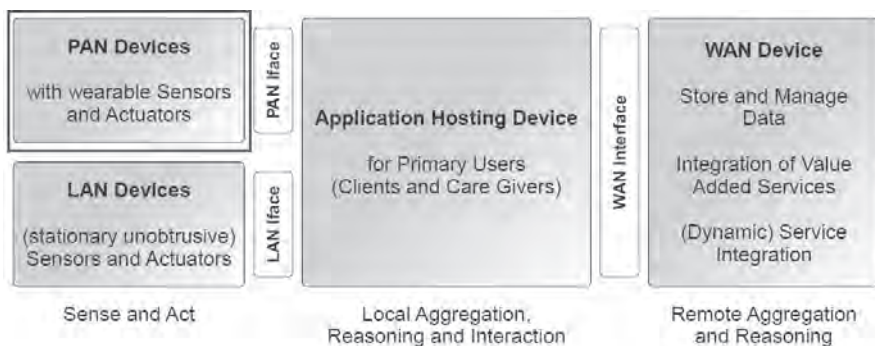 PAN Devices
with wearable Sensors
and Actuators
PAN Iface
LAN Devices
(stationary unobtrusive)
Sensors and Actuators
LAN Iface
Sense and Act
Application Hosting Device
for Primary Users
(Clients and Care Givers)
Local Aggregation,
Reasoning and Interaction
WAN Interface
WAN Device
Store and Manage
Data
Integration of Value
Added Services
(Dynamic) Service
Integration
Remote Aggregation
and Reasoning